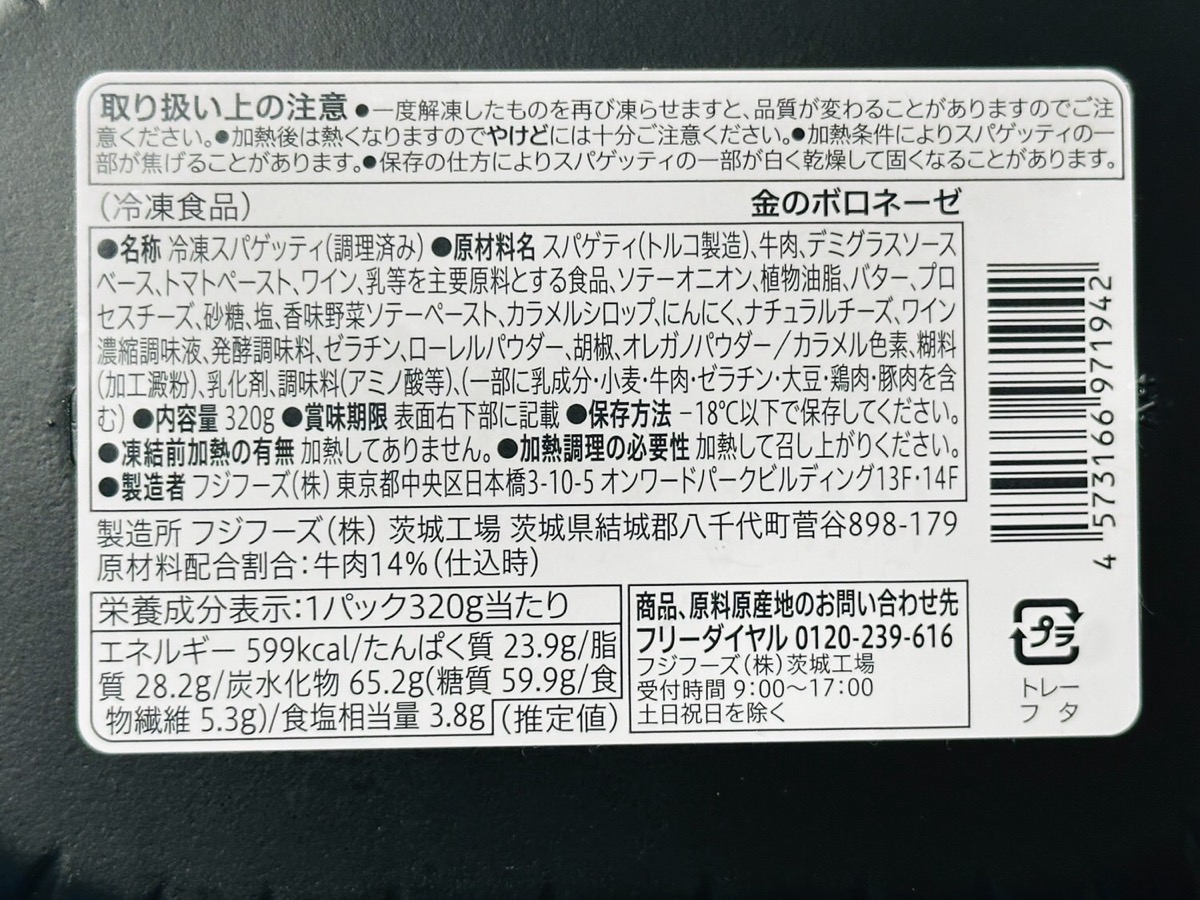 取り扱い上の注意 ●一度解凍したものを再び凍らせますと、品質が変わることがありますのでご注
意ください。●加熱後は熱くなりますのでやけどには十分ご注意ください。●加熱条件によりスパゲッティの一
部が焦げることがあります。●保存の仕方によりスパゲッティの一部が白く乾燥して固くなることがあります。
(冷凍食品) 金のボロネーゼ
●名称 冷凍スパゲッティ(調理済み) ●原材料名 スパゲティ(トルコ製造)、牛肉、デミグラスソース
ベース、トマトペースト、ワイン、乳等を主要原料とする食品、ソテーオニオン、植物油脂、バター、プロ
セスチーズ、砂糖、塩、香味野菜ソテーペースト、カラメルシロップ、にんにく、ナチュラルチーズ、ワイン
濃縮調味液、発酵調味料、ゼラチン、ローレルパウダー、胡椒、オレガノパウダー/カラメル色素、糊料
(加工澱粉)、乳化剤、調味料(アミノ酸等)、(一部に乳成分・小麦・牛肉・ゼラチン・大豆・鶏肉・豚肉を含
む) ●内容量 320g ●賞味期限 表面右下部に記載 ●保存方法 −18℃以下で保存してください。
●凍結前加熱の有無 加熱してありません。●加熱調理の必要性 加熱して召し上がりください。
●製造者 フジフーズ(株) 東京都中央区日本橋3-10-5 オンワードパークビルディング13F・14F
製造所 フジフーズ(株) 茨城工場 茨城県結城郡八千代町菅谷898-179
原材料配合割合:牛肉14%(仕込時)
栄養成分表示:1パック320g当たり
エネルギー 599kcal/たんぱく質 23.9g/脂
質 28.2g/炭水化物 65.2g(糖質 59.9g/食
物繊維 5.3g)/食塩相当量 3.8g (推定値)
商品、原料原産地のお問い合わせ先
フリーダイヤル 0120-239-616
フジフーズ(株)茨城工場
受付時間 9:00〜17:00
土日祝日を除く
4573166971942
プラ
トレー
フタ